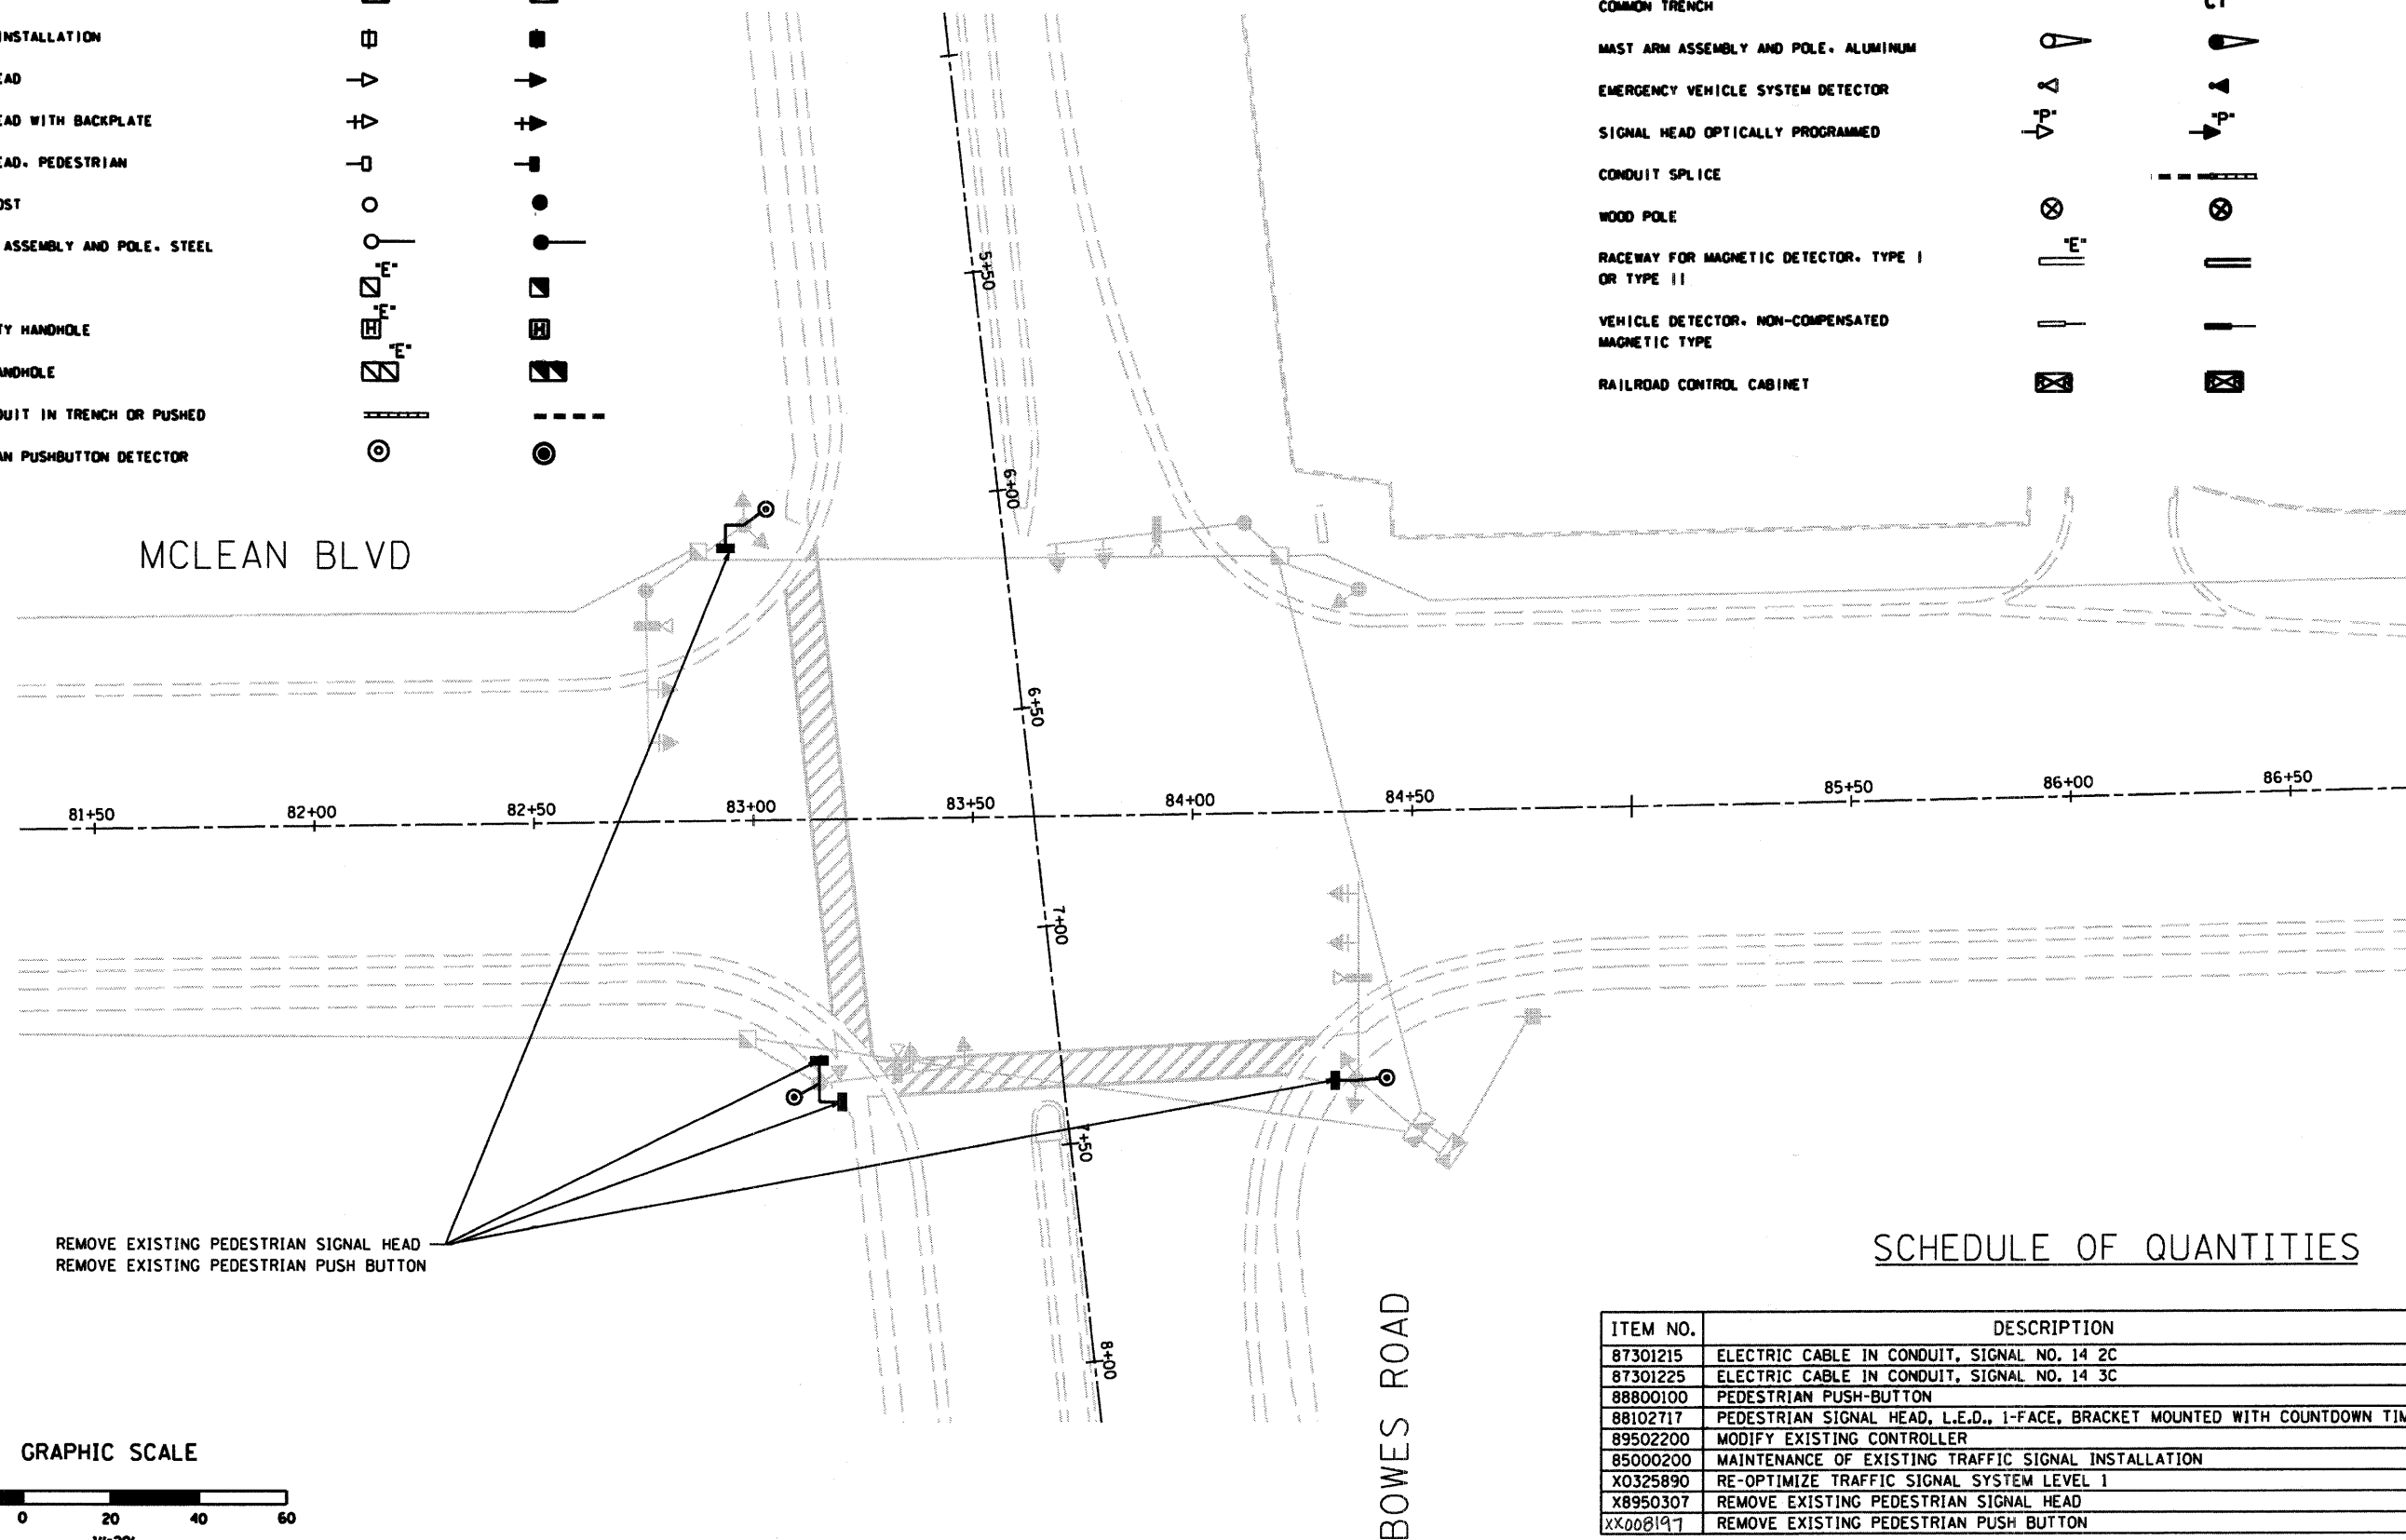 INSTALLATION
EAD
EAD WITH BACKPLATE
EAD. PEDESTRIAN
OST
ASSEMBLY AND POLE. STEEL
"E"
TY HANDHOLE
"E"
H
H
ANDHOLE
"E"
DUIT IN TRENCH OR PUSHED
AN PUSHBUTTON DETECTOR
COMMON TRENCH
CT
MAST ARM ASSEMBLY AND POLE. ALUMINUM
EMERGENCY VEHICLE SYSTEM DETECTOR
SIGNAL HEAD OPTICALLY PROGRAMMED
"P"
"P"
CONDUIT SPLICE
WOOD POLE
RACEWAY FOR MAGNETIC DETECTOR. TYPE I
OR TYPE II
"E"
VEHICLE DETECTOR. NON-COMPENSATED
MAGNETIC TYPE
RAILROAD CONTROL CABINET
MCLEAN BLVD
5+50
6+00
6+50
7+00
7+50
8+00
81+50
82+00
82+50
83+00
83+50
84+00
84+50
85+50
86+00
86+50
REMOVE EXISTING PEDESTRIAN SIGNAL HEAD
REMOVE EXISTING PEDESTRIAN PUSH BUTTON
BOWES ROAD
GRAPHIC SCALE
0 20 40 60
SCHEDULE OF QUANTITIES
ITEM NO. DESCRIPTION
87301215 ELECTRIC CABLE IN CONDUIT, SIGNAL NO. 14 2C
87301225 ELECTRIC CABLE IN CONDUIT, SIGNAL NO. 14 3C
88800100 PEDESTRIAN PUSH-BUTTON
88102717 PEDESTRIAN SIGNAL HEAD, L.E.D., 1-FACE, BRACKET MOUNTED WITH COUNTDOWN TIM
89502200 MODIFY EXISTING CONTROLLER
85000200 MAINTENANCE OF EXISTING TRAFFIC SIGNAL INSTALLATION
X0325890 RE-OPTIMIZE TRAFFIC SIGNAL SYSTEM LEVEL 1
X8950307 REMOVE EXISTING PEDESTRIAN SIGNAL HEAD
XX008197 REMOVE EXISTING PEDESTRIAN PUSH BUTTON